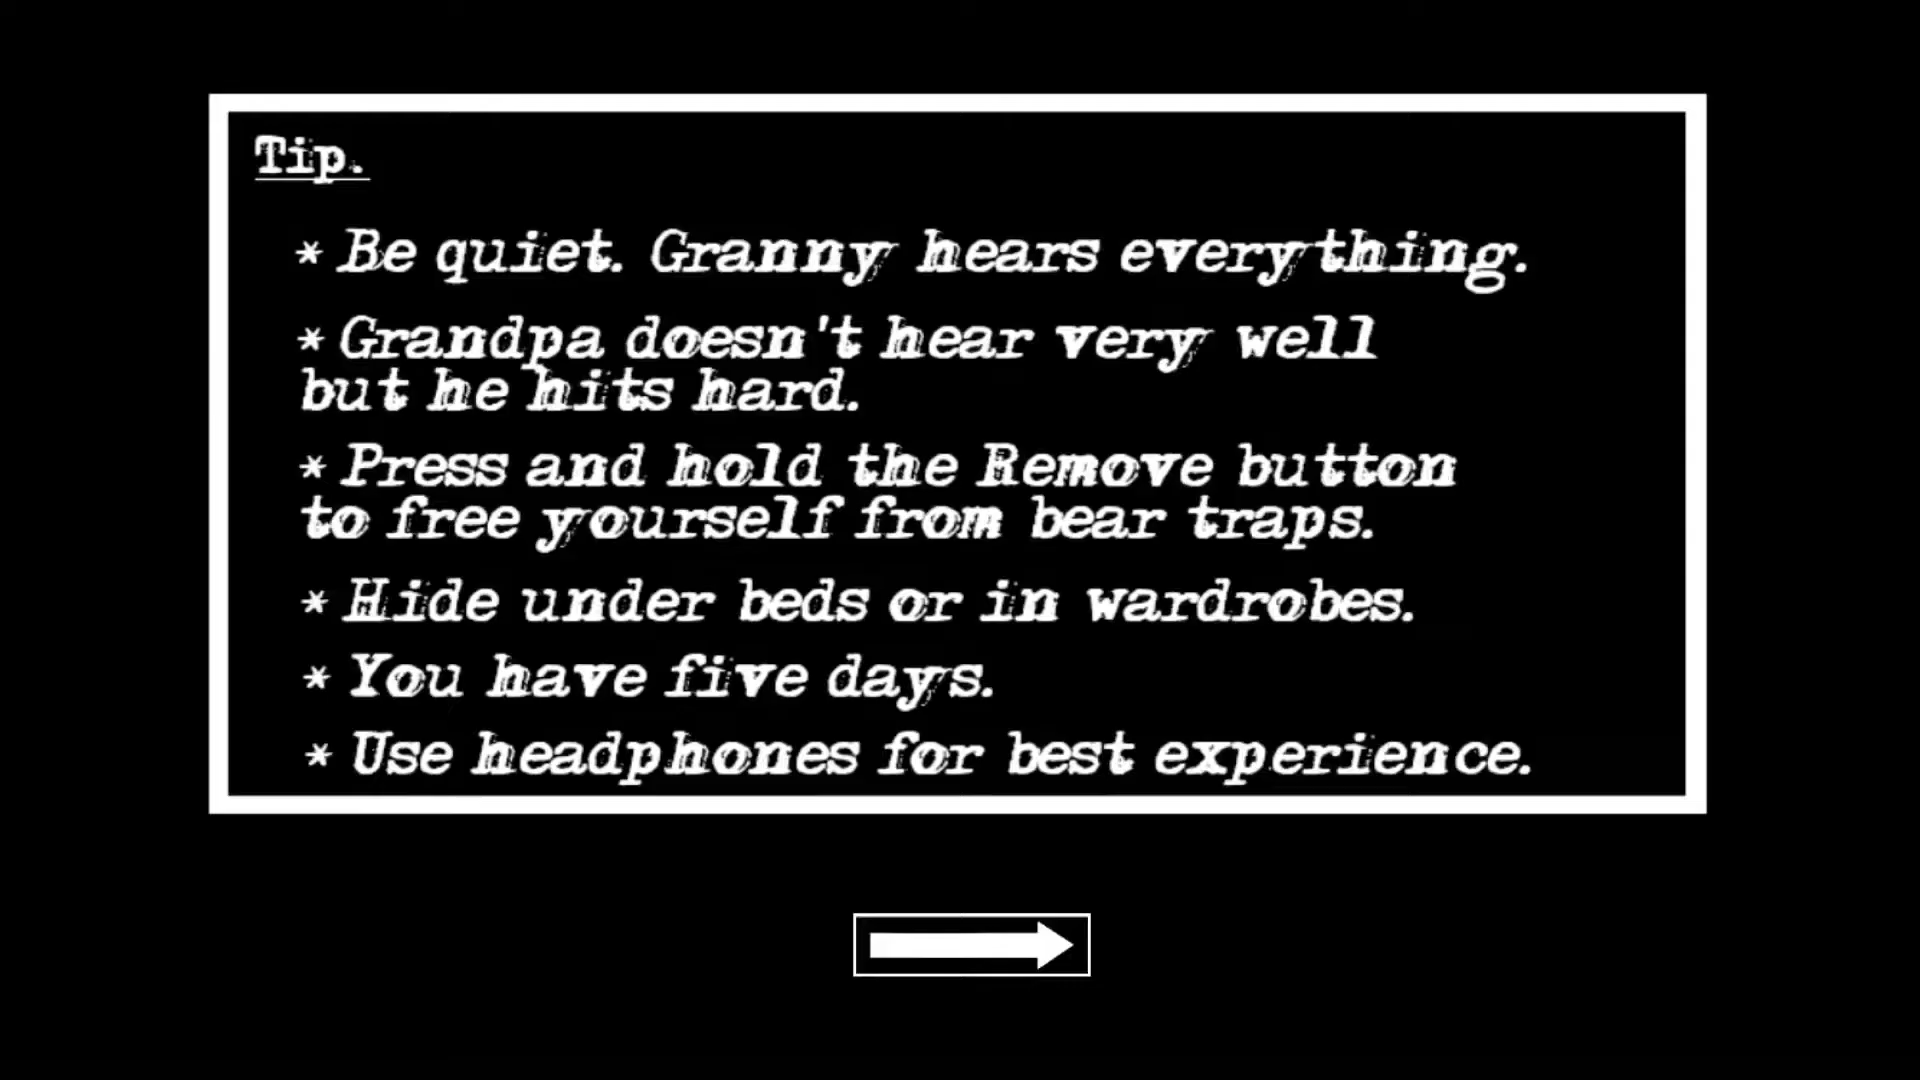 Tip.
* Be quiet. Granny hears everything.
* Grandpa doesn't hear very well
but he hits hard.
* Press and hold the Remove button
to free yourself from bear traps.
* Hide under beds or in wardrobes.
* You have five days.
* Use headphones for best experience.